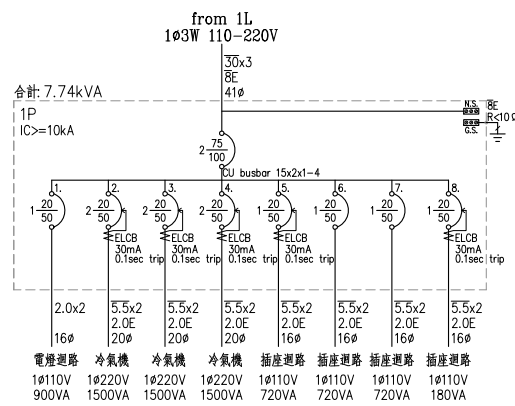 from 1L
1ø3W 110-220V
30x3
8E
41ø
合計: 7.74kVA
1P
IC>=10kA
N.S.
8E
R<10Ω
G.S.
2 75/100
CU busbar 15x2x1-4
1. 2. 3. 4. 5. 6. 7. 8.
1 20/50 2 20/50 2 20/50 2 20/50 1 20/50 1 20/50 1 20/50 1 20/50
ELCB ELCB ELCB ELCB ELCB
30mA 30mA 30mA 30mA 30mA
0.1sec trip 0.1sec trip 0.1sec trip 0.1sec trip 0.1sec trip
2.0x2 5.5x2 5.5x2 5.5x2 5.5x2 5.5x2 5.5x2 5.5x2
2.0E 2.0E 2.0E 2.0E 2.0E 2.0E 2.0E
16ø 20ø 20ø 20ø 16ø 16ø 16ø 16ø
電燈迴路 冷氣機 冷氣機 冷氣機 插座迴路 插座迴路 插座迴路 插座迴路
1ø110V 1ø220V 1ø220V 1ø220V 1ø110V 1ø110V 1ø110V 1ø110V
900VA 1500VA 1500VA 1500VA 720VA 720VA 720VA 180VA